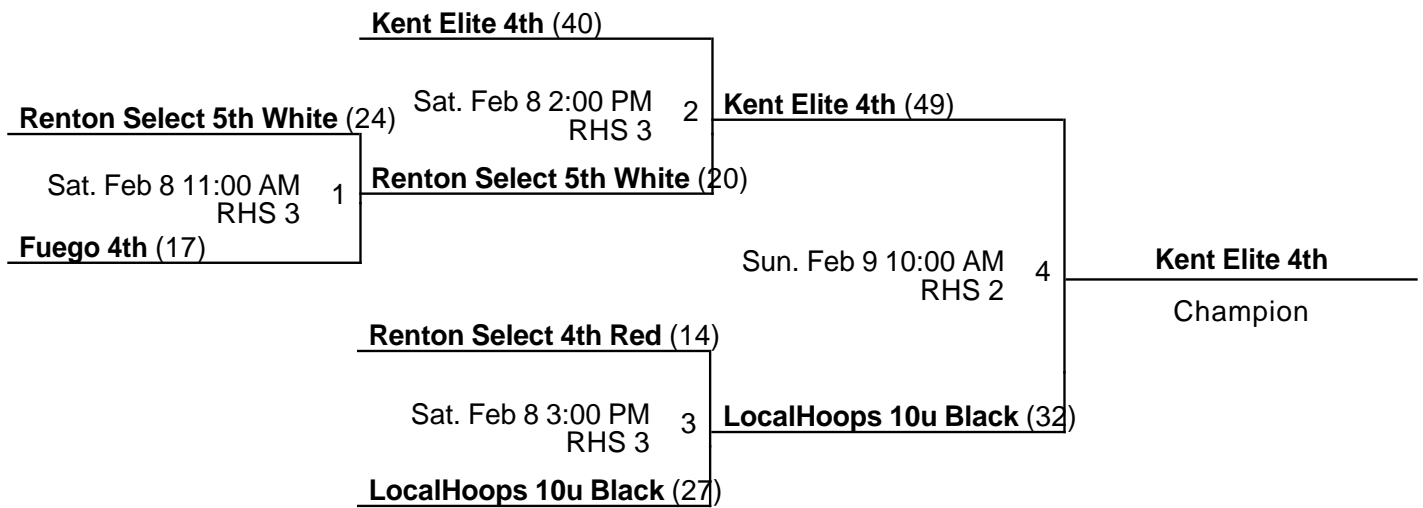 Kent Elite 4th (40)
Sat. Feb 8 2:00 PM
RHS 3
2
Kent Elite 4th (49)
Renton Select 5th White (24)
Sat. Feb 8 11:00 AM
RHS 3
1
Renton Select 5th White (20)
Fuego 4th (17)
Sun. Feb 9 10:00 AM
RHS 2
4
Kent Elite 4th
Champion
Renton Select 4th Red (14)
Sat. Feb 8 3:00 PM
RHS 3
3
LocalHoops 10u Black (32)
LocalHoops 10u Black (27)